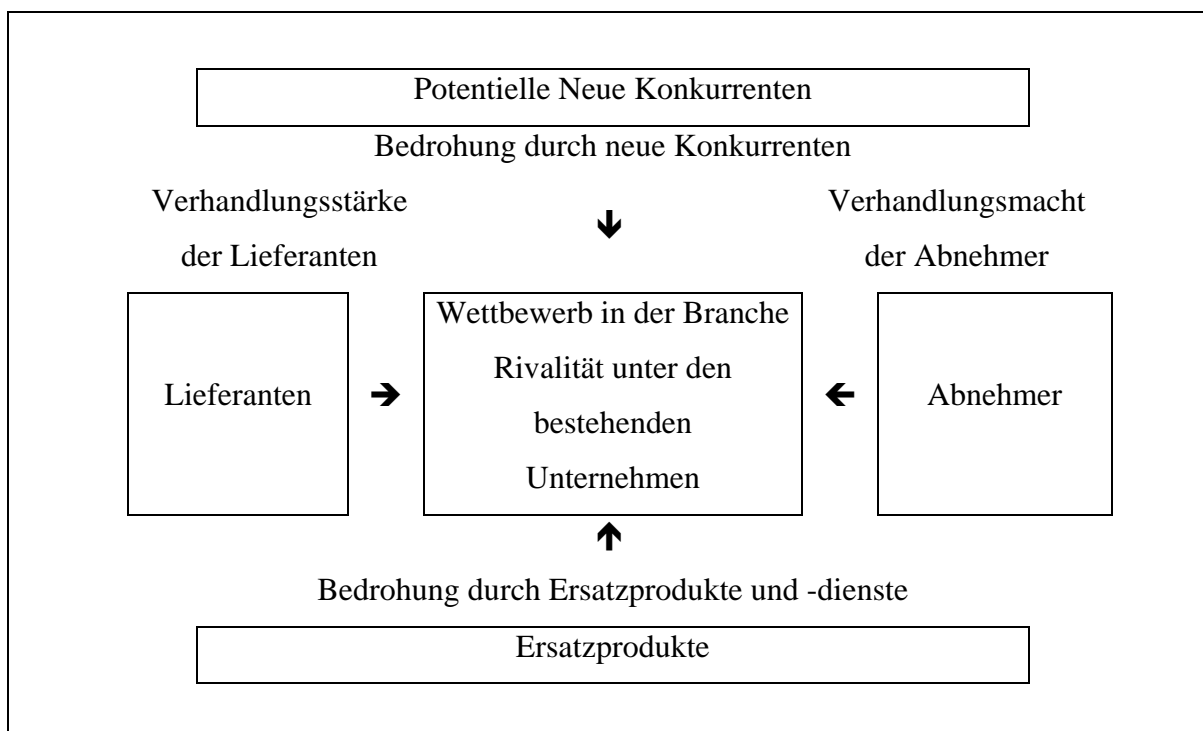 Potentielle Neue Konkurrenten
Bedrohung durch neue Konkurrenten
Verhandlungsstärke
der Lieferanten
Verhandlungsmacht
der Abnehmer
Lieferanten
Wettbewerb in der Branche
Rivalität unter den
bestehenden
Unternehmen
Abnehmer
Bedrohung durch Ersatzprodukte und -dienste
Ersatzprodukte